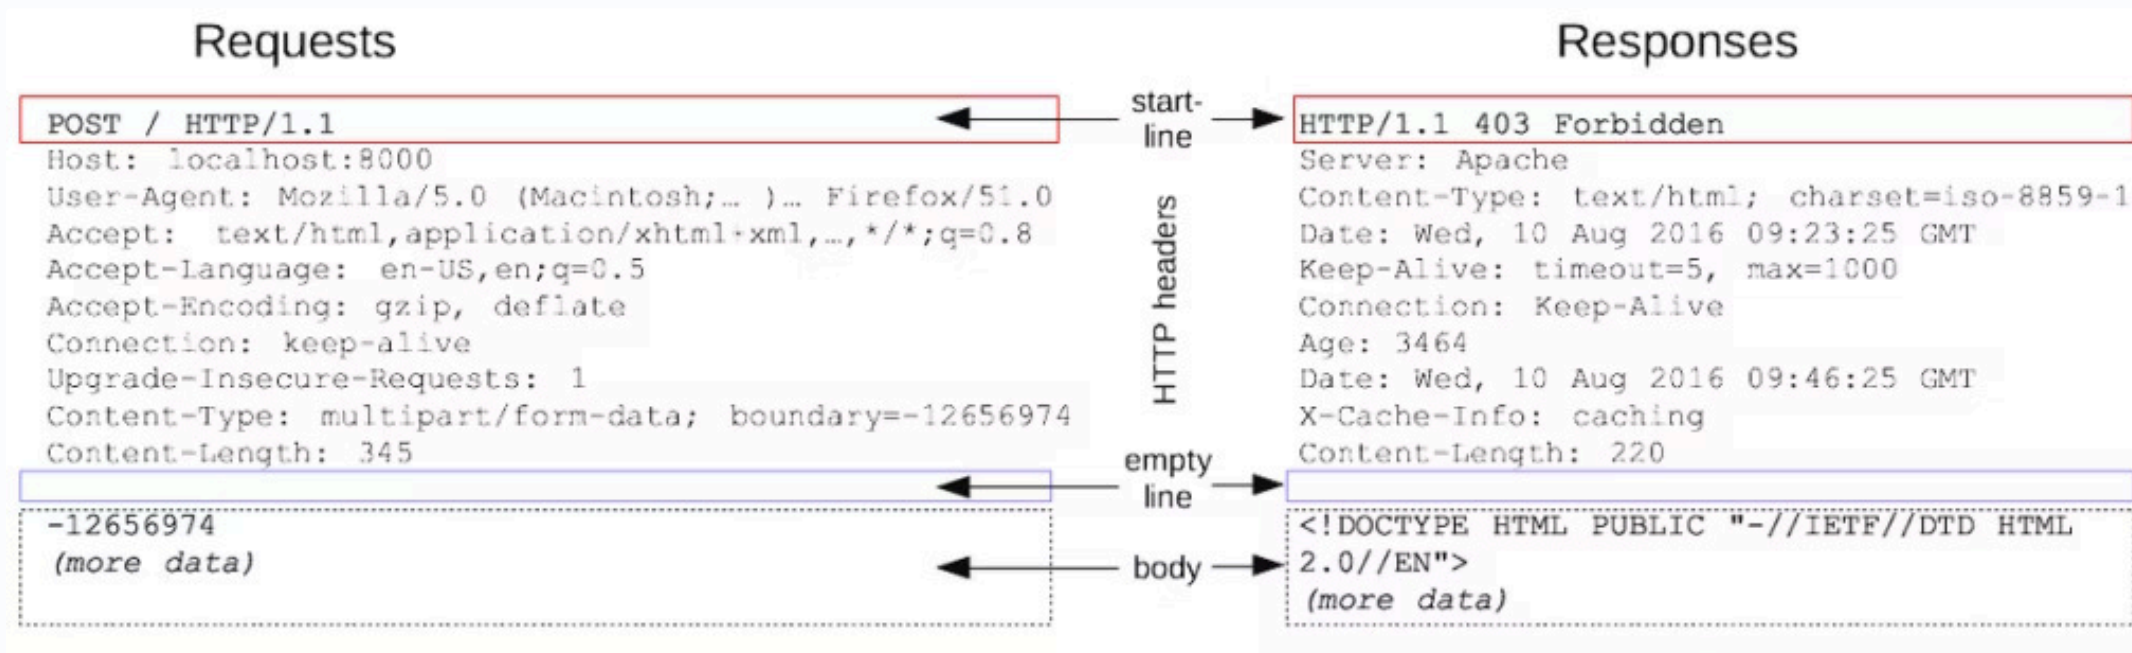 Requests
POST / HTTP/1.1
Host: localhost:8000
User-Agent: Mozilla/5.0 (Macintosh;… )… Firefox/51.0
Accept: text/html,application/xhtml+xml,…,*/*;q=0.8
Accept-Language: en-US,en;q=0.5
Accept-Encoding: gzip, deflate
Connection: keep-alive
Upgrade-Insecure-Requests: 1
Content-Type: multipart/form-data; boundary=-12656974
Content-Length: 345
-12656974
(more data)
start-
line
HTTP headers
empty
line
body
Responses
HTTP/1.1 403 Forbidden
Server: Apache
Content-Type: text/html; charset=iso-8859-1
Date: Wed, 10 Aug 2016 09:23:25 GMT
Keep-Alive: timeout=5, max=1000
Connection: Keep-Alive
Age: 3464
Date: Wed, 10 Aug 2016 09:46:25 GMT
X-Cache-Info: caching
Content-Length: 220
<!DOCTYPE HTML PUBLIC "-//IETF//DTD HTML
2.0//EN">
(more data)